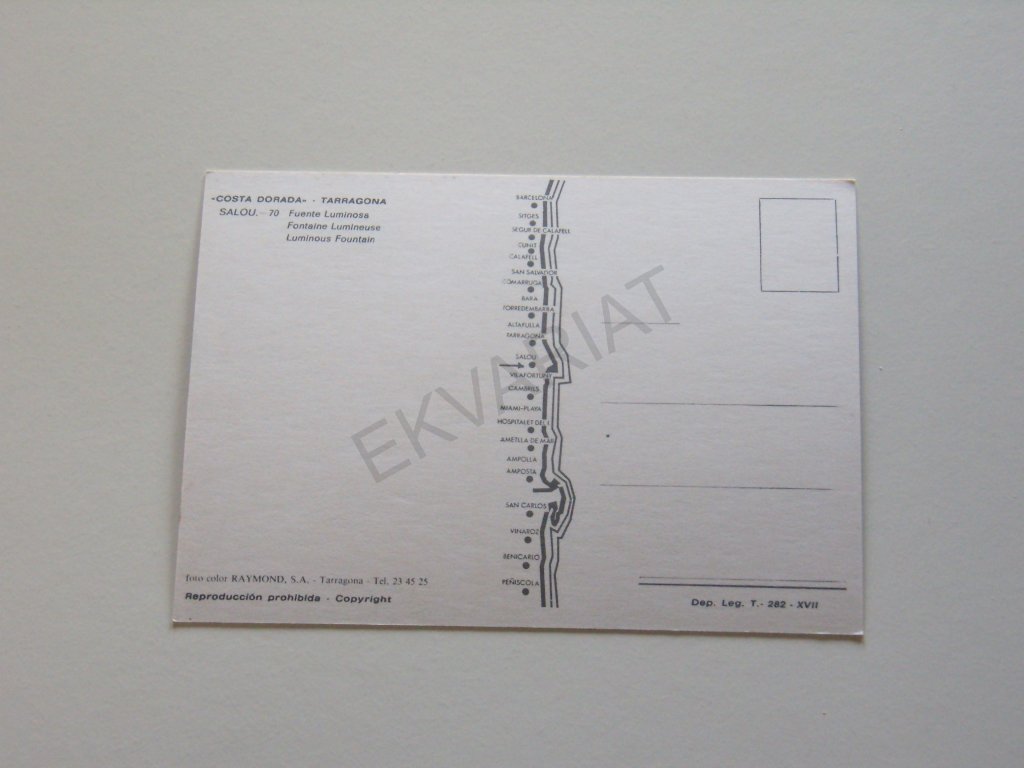 «COSTA DORADA» - TARRAGONA
SALOU.- 70 Fuente Luminosa
Fontaine Lumineuse
Luminous Fountain
BARCELONA
SITGES
SEGUR DE CALAFELL
CUNIT
CALAFELL
SAN SALVADOR
COMARRUGA
BARA
TORREDEMBARRA
ALTAFULLA
TARRAGONA
SALOU
VILAFORTUNY
CAMBRILS
MIAMI-PLAYA
HOSPITALET DEL I.
AMETLLA DE MAR
AMPOLLA
AMPOSTA
SAN CARLOS
VINAROZ
BENICARLO
PEÑISCOLA
EKVARIAT
foto color RAYMOND, S.A. - Tarragona - Tel. 23 45 25
Reproducción prohibida - Copyright
Dep. Leg. T.- 282 - XVII